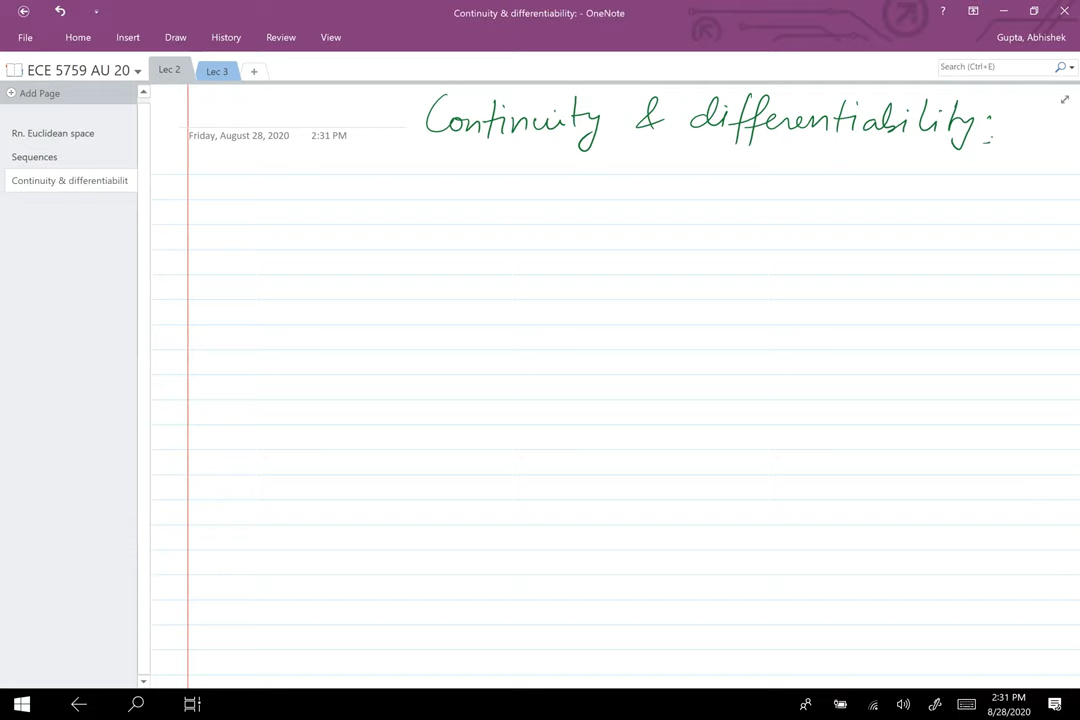 Continuity & differentiability: - OneNote
?
File Home Insert Draw History Review View
Gupta, Abhishek
ECE 5759 AU 20 Lec 2 Lec 3 +
Search (Ctrl+E)
Add Page
Continuity & differentiability:
Friday, August 28, 2020 2:31 PM
Rn. Euclidean space
Sequences
Continuity & differentiabilit
2:31 PM
8/28/2020